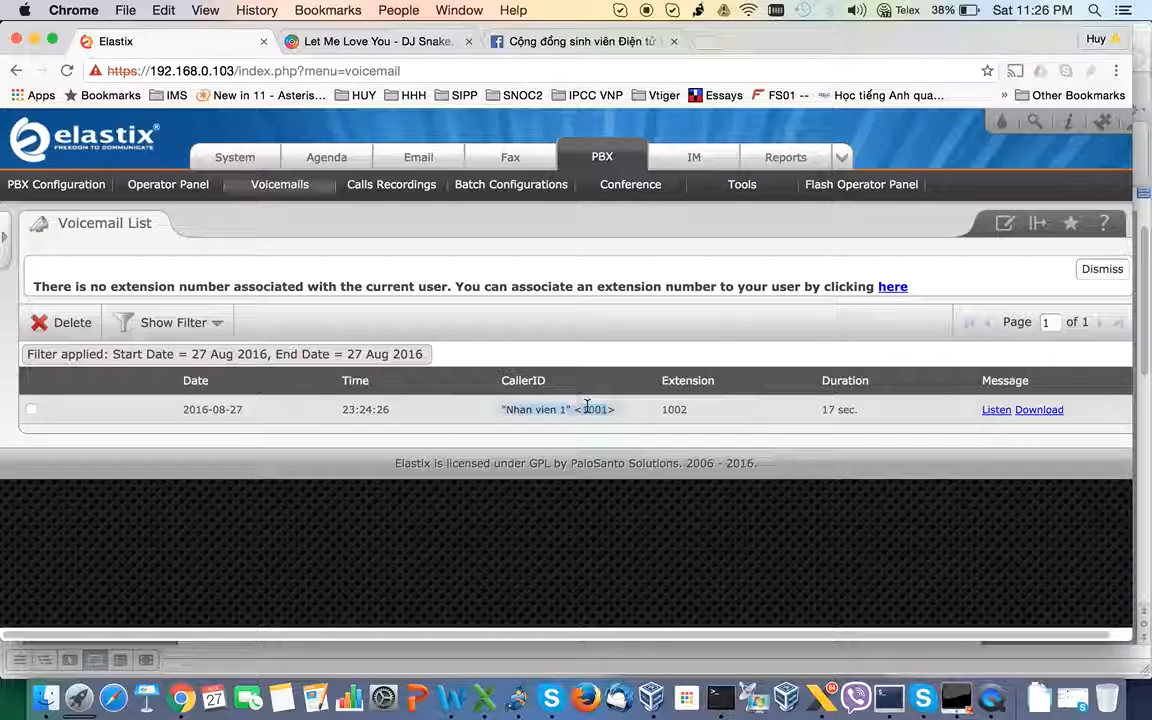 Chrome File Edit View History Bookmarks People Window Help Telex 38% Sat 11:26 PM
Elastix Let Me Love You - DJ Snake, Cộng đồng sinh viên Điện tử Huy
https://192.168.0.103/index.php?menu=voicemail
Apps Bookmarks IMS New in 11 - Asteris... HUY HHH SIPP SNOC2 IPCC VNP Vtiger Essays FS01 -- Học tiếng Anh qua... » Other Bookmarks
elastix
FREEDOM TO COMMUNICATE
System Agenda Email Fax PBX IM Reports
PBX Configuration Operator Panel Voicemails Calls Recordings Batch Configurations Conference Tools Flash Operator Panel
Voicemail List
Dismiss
There is no extension number associated with the current user. You can associate an extension number to your user by clicking here
Delete Show Filter Page 1 of 1
Filter applied: Start Date = 27 Aug 2016, End Date = 27 Aug 2016
Date Time CallerID Extension Duration Message
2016-08-27 23:24:26 "Nhan vien 1" <1001> 1002 17 sec. Listen Download
Elastix is licensed under GPL by PaloSanto Solutions. 2006 - 2016.